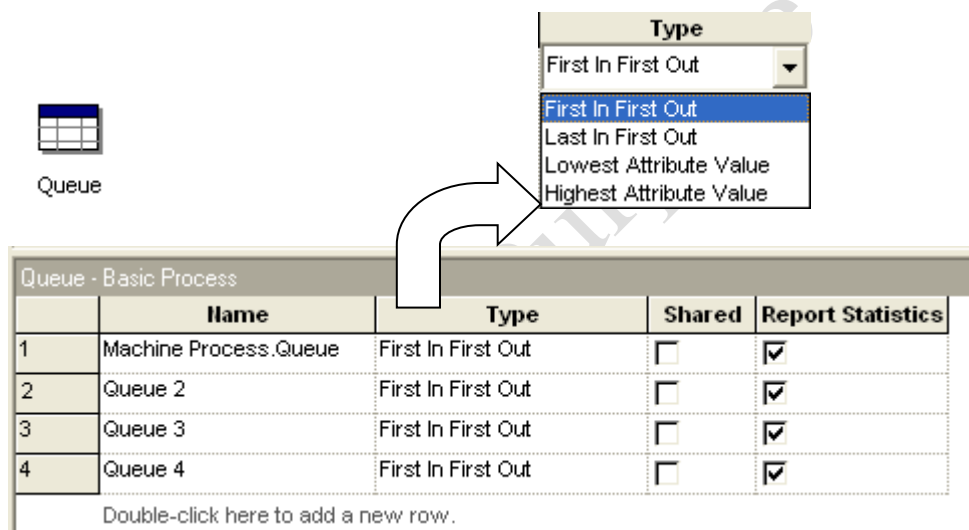 Type
First In First Out
First In First Out
Last In First Out
Lowest Attribute Value
Highest Attribute Value
Queue
Queue - Basic Process
Name Type Shared Report Statistics
1 Machine Process.Queue First In First Out
2 Queue 2 First In First Out
3 Queue 3 First In First Out
4 Queue 4 First In First Out
Double-click here to add a new row.